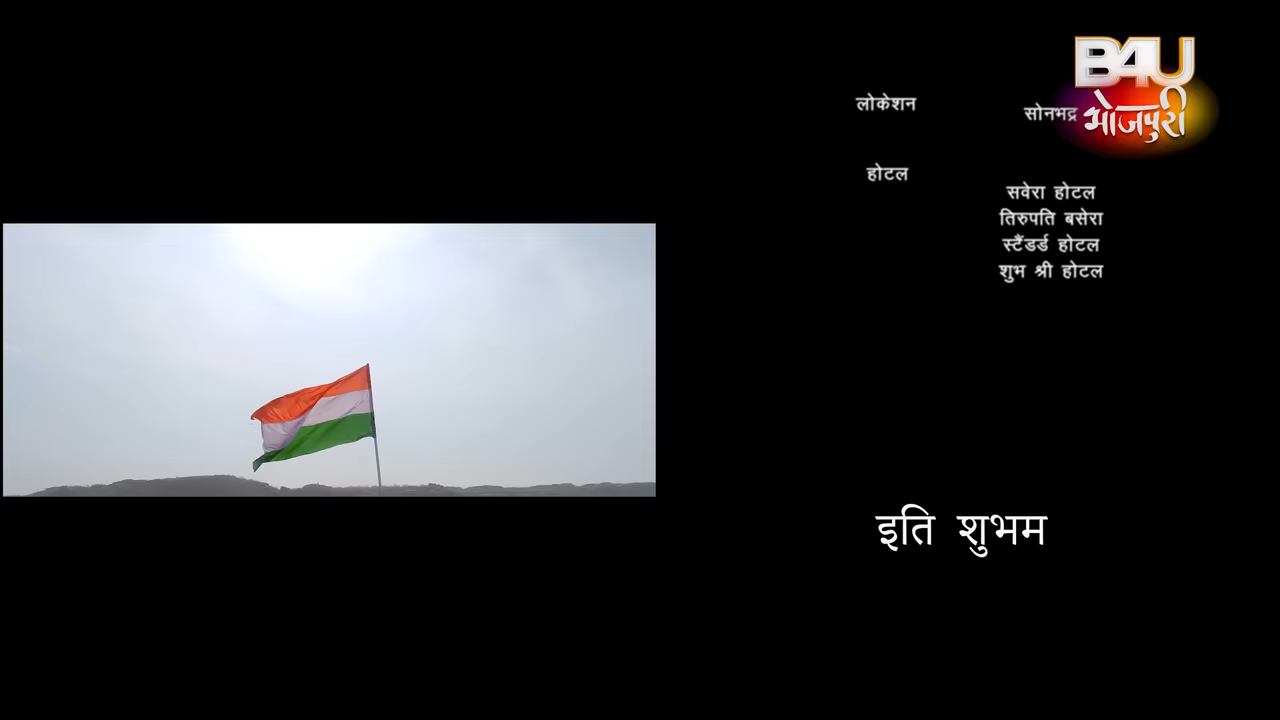 B4U
भोजपुरी
लोकेशन सोनभद्र
होटल
सवेरा होटल
तिरुपति बसेरा
स्टैंडर्ड होटल
शुभ श्री होटल
इति शुभम